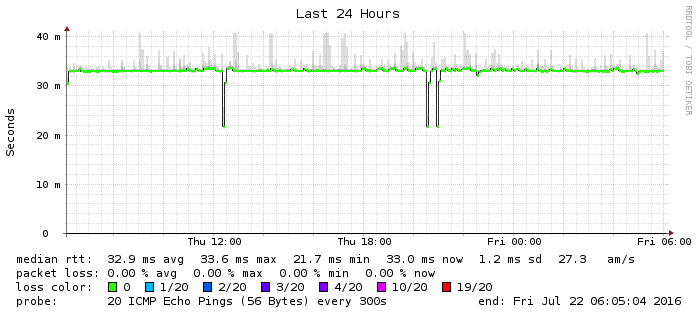 Last 24 Hours
RRDTOOL / TOBI OETIKER
Seconds
40 m
30 m
20 m
10 m
0
Thu 12:00 Thu 18:00 Fri 00:00 Fri 06:00
median rtt: 32.9 ms avg 33.6 ms max 21.7 ms min 33.0 ms now 1.2 ms sd 27.3 am/s
packet loss: 0.00 % avg 0.00 % max 0.00 % min 0.00 % now
loss color: 0 1/20 2/20 3/20 4/20 10/20 19/20
probe: 20 ICMP Echo Pings (56 Bytes) every 300s end: Fri Jul 22 06:05:04 2016